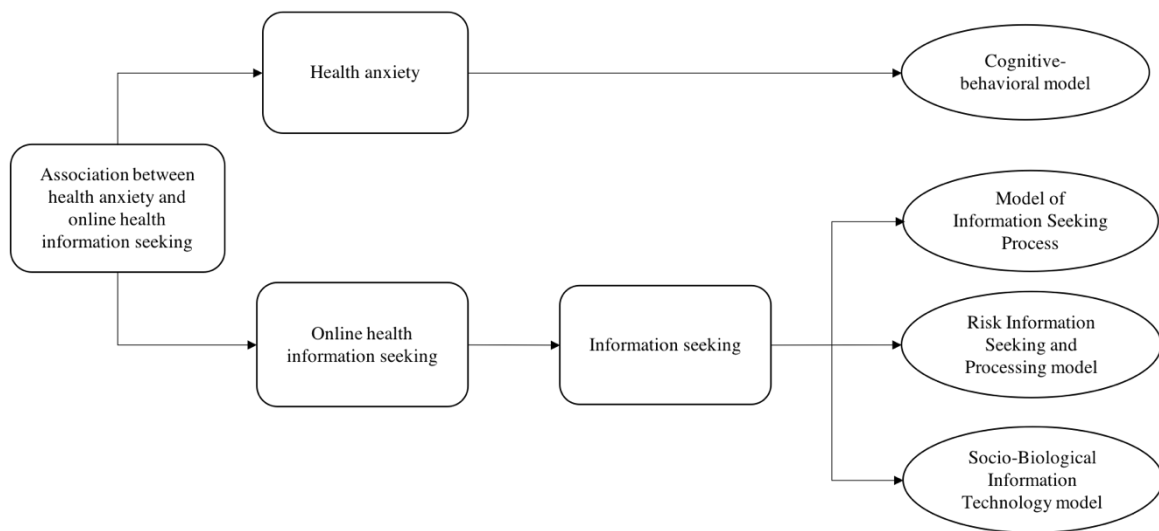 Health anxiety
Cognitive-
behavioral model
Association between
health anxiety and
online health
information seeking
Model of
Information Seeking
Process
Online health
information seeking
Information seeking
Risk Information
Seeking and
Processing model
Socio-Biological
Information
Technology model